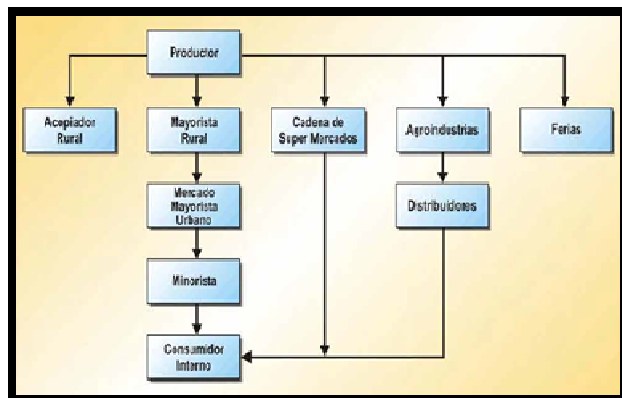 Productor
Acopiador
Rural
Mayorista
Rural
Cadena de
Super Mercados
Agroindustrias
Ferias
Mercado
Mayorista
Urbano
Distribuidores
Minorista
Consumidor
Interno